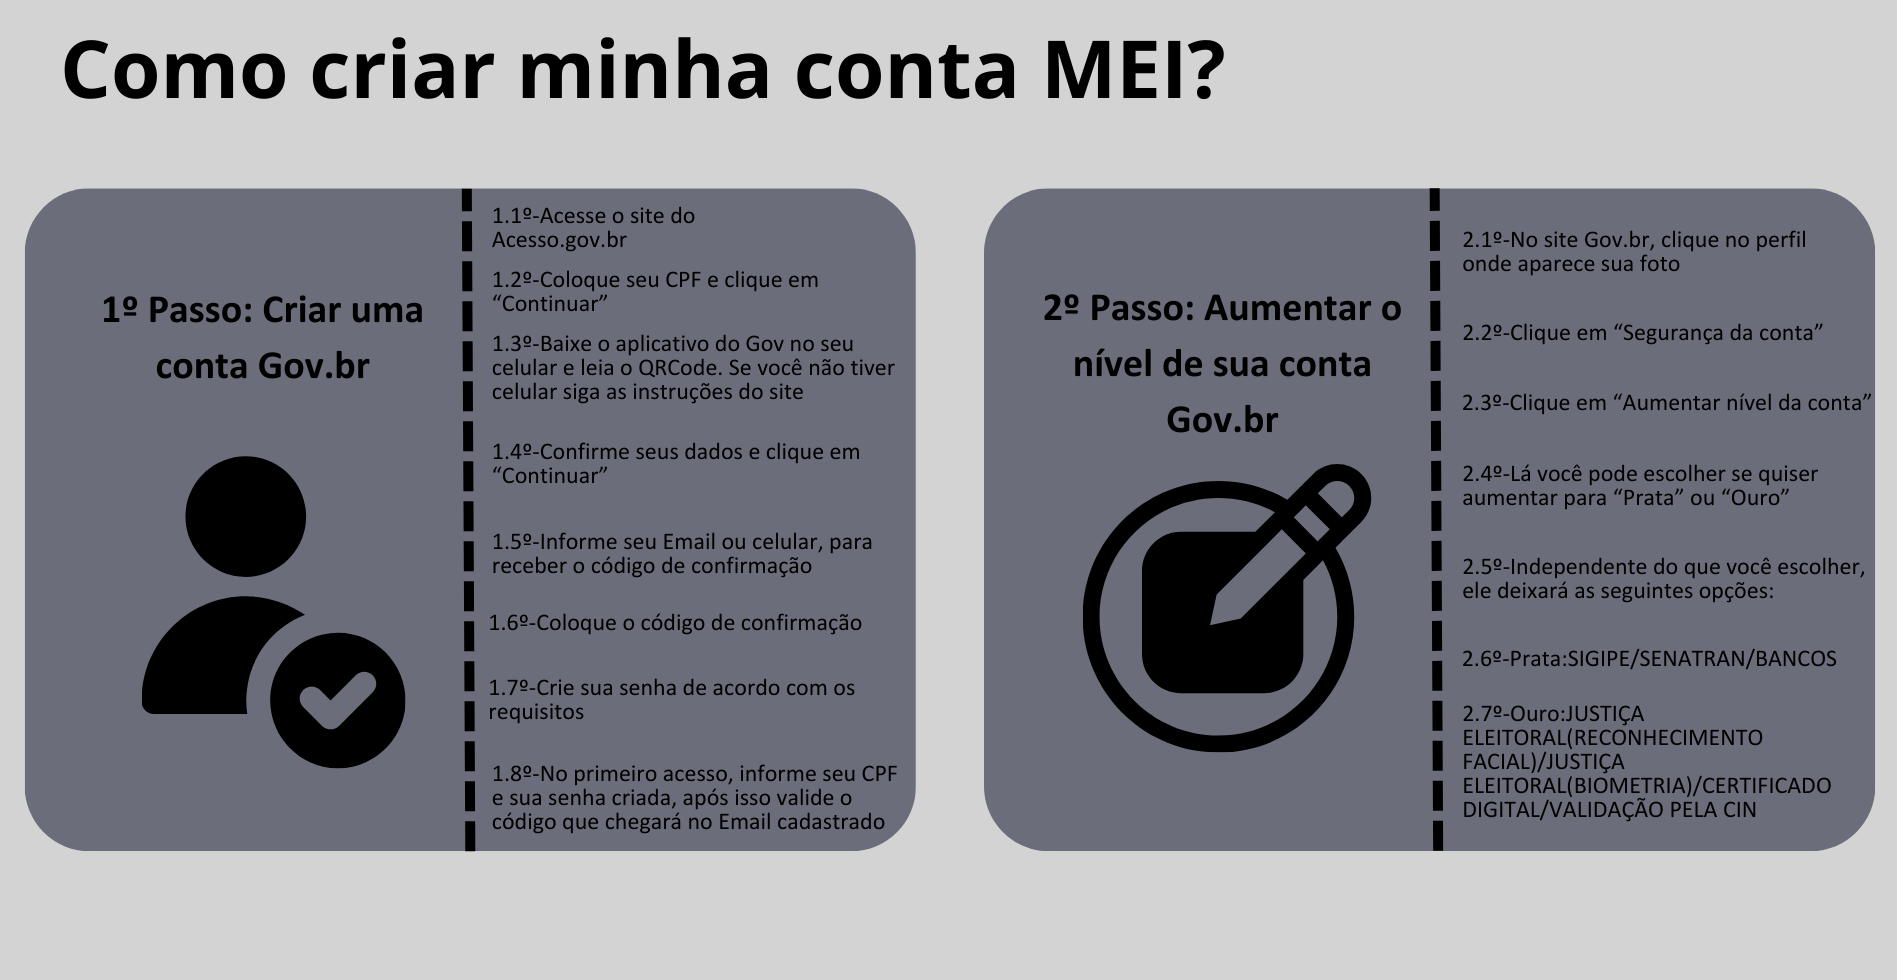 Como criar minha conta MEI?
1º Passo: Criar uma
conta Gov.br
1.1º-Acesse o site do
Acesso.gov.br
1.2º-Coloque seu CPF e clique em
“Continuar”
1.3º-Baixe o aplicativo do Gov no seu
celular e leia o QRCode. Se você não tiver
celular siga as instruções do site
1.4º-Confirme seus dados e clique em
“Continuar”
1.5º-Informe seu Email ou celular, para
receber o código de confirmação
1.6º-Coloque o código de confirmação
1.7º-Crie sua senha de acordo com os
requisitos
1.8º-No primeiro acesso, informe seu CPF
e sua senha criada, após isso valide o
código que chegará no Email cadastrado
2º Passo: Aumentar o
nível de sua conta
Gov.br
2.1º-No site Gov.br, clique no perfil
onde aparece sua foto
2.2º-Clique em “Segurança da conta”
2.3º-Clique em “Aumentar nível da conta”
2.4º-Lá você pode escolher se quiser
aumentar para “Prata” ou “Ouro”
2.5º-Independente do que você escolher,
ele deixará as seguintes opções:
2.6º-Prata:SIGIPE/SENATRAN/BANCOS
2.7º-Ouro:JUSTIÇA
ELEITORAL(RECONHECIMENTO
FACIAL)/JUSTIÇA
ELEITORAL(BIOMETRIA)/CERTIFICADO
DIGITAL/VALIDAÇÃO PELA CIN